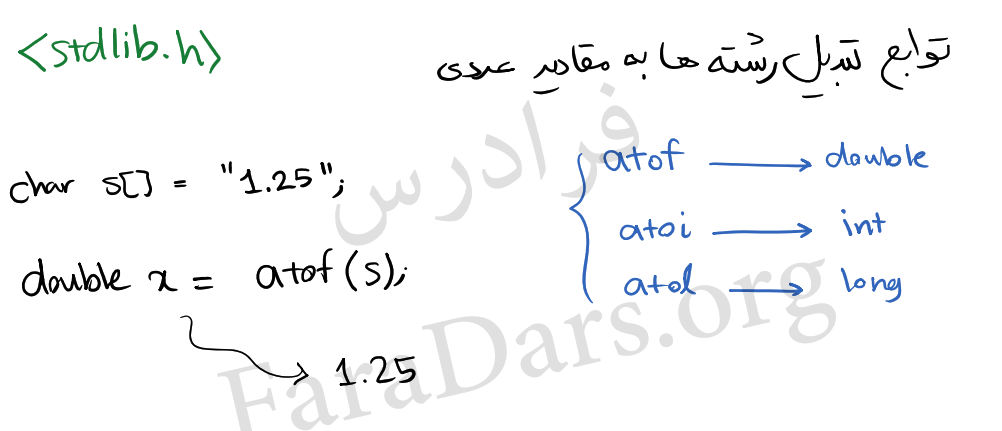 <stdlib.h>
توابع تبدیل رشته ها به مقادیر عددی
char s[] = "1.25";
double x = atof(s);
1.25
atof → double
atoi → int
atol → long
فرادرس
FaraDars.org